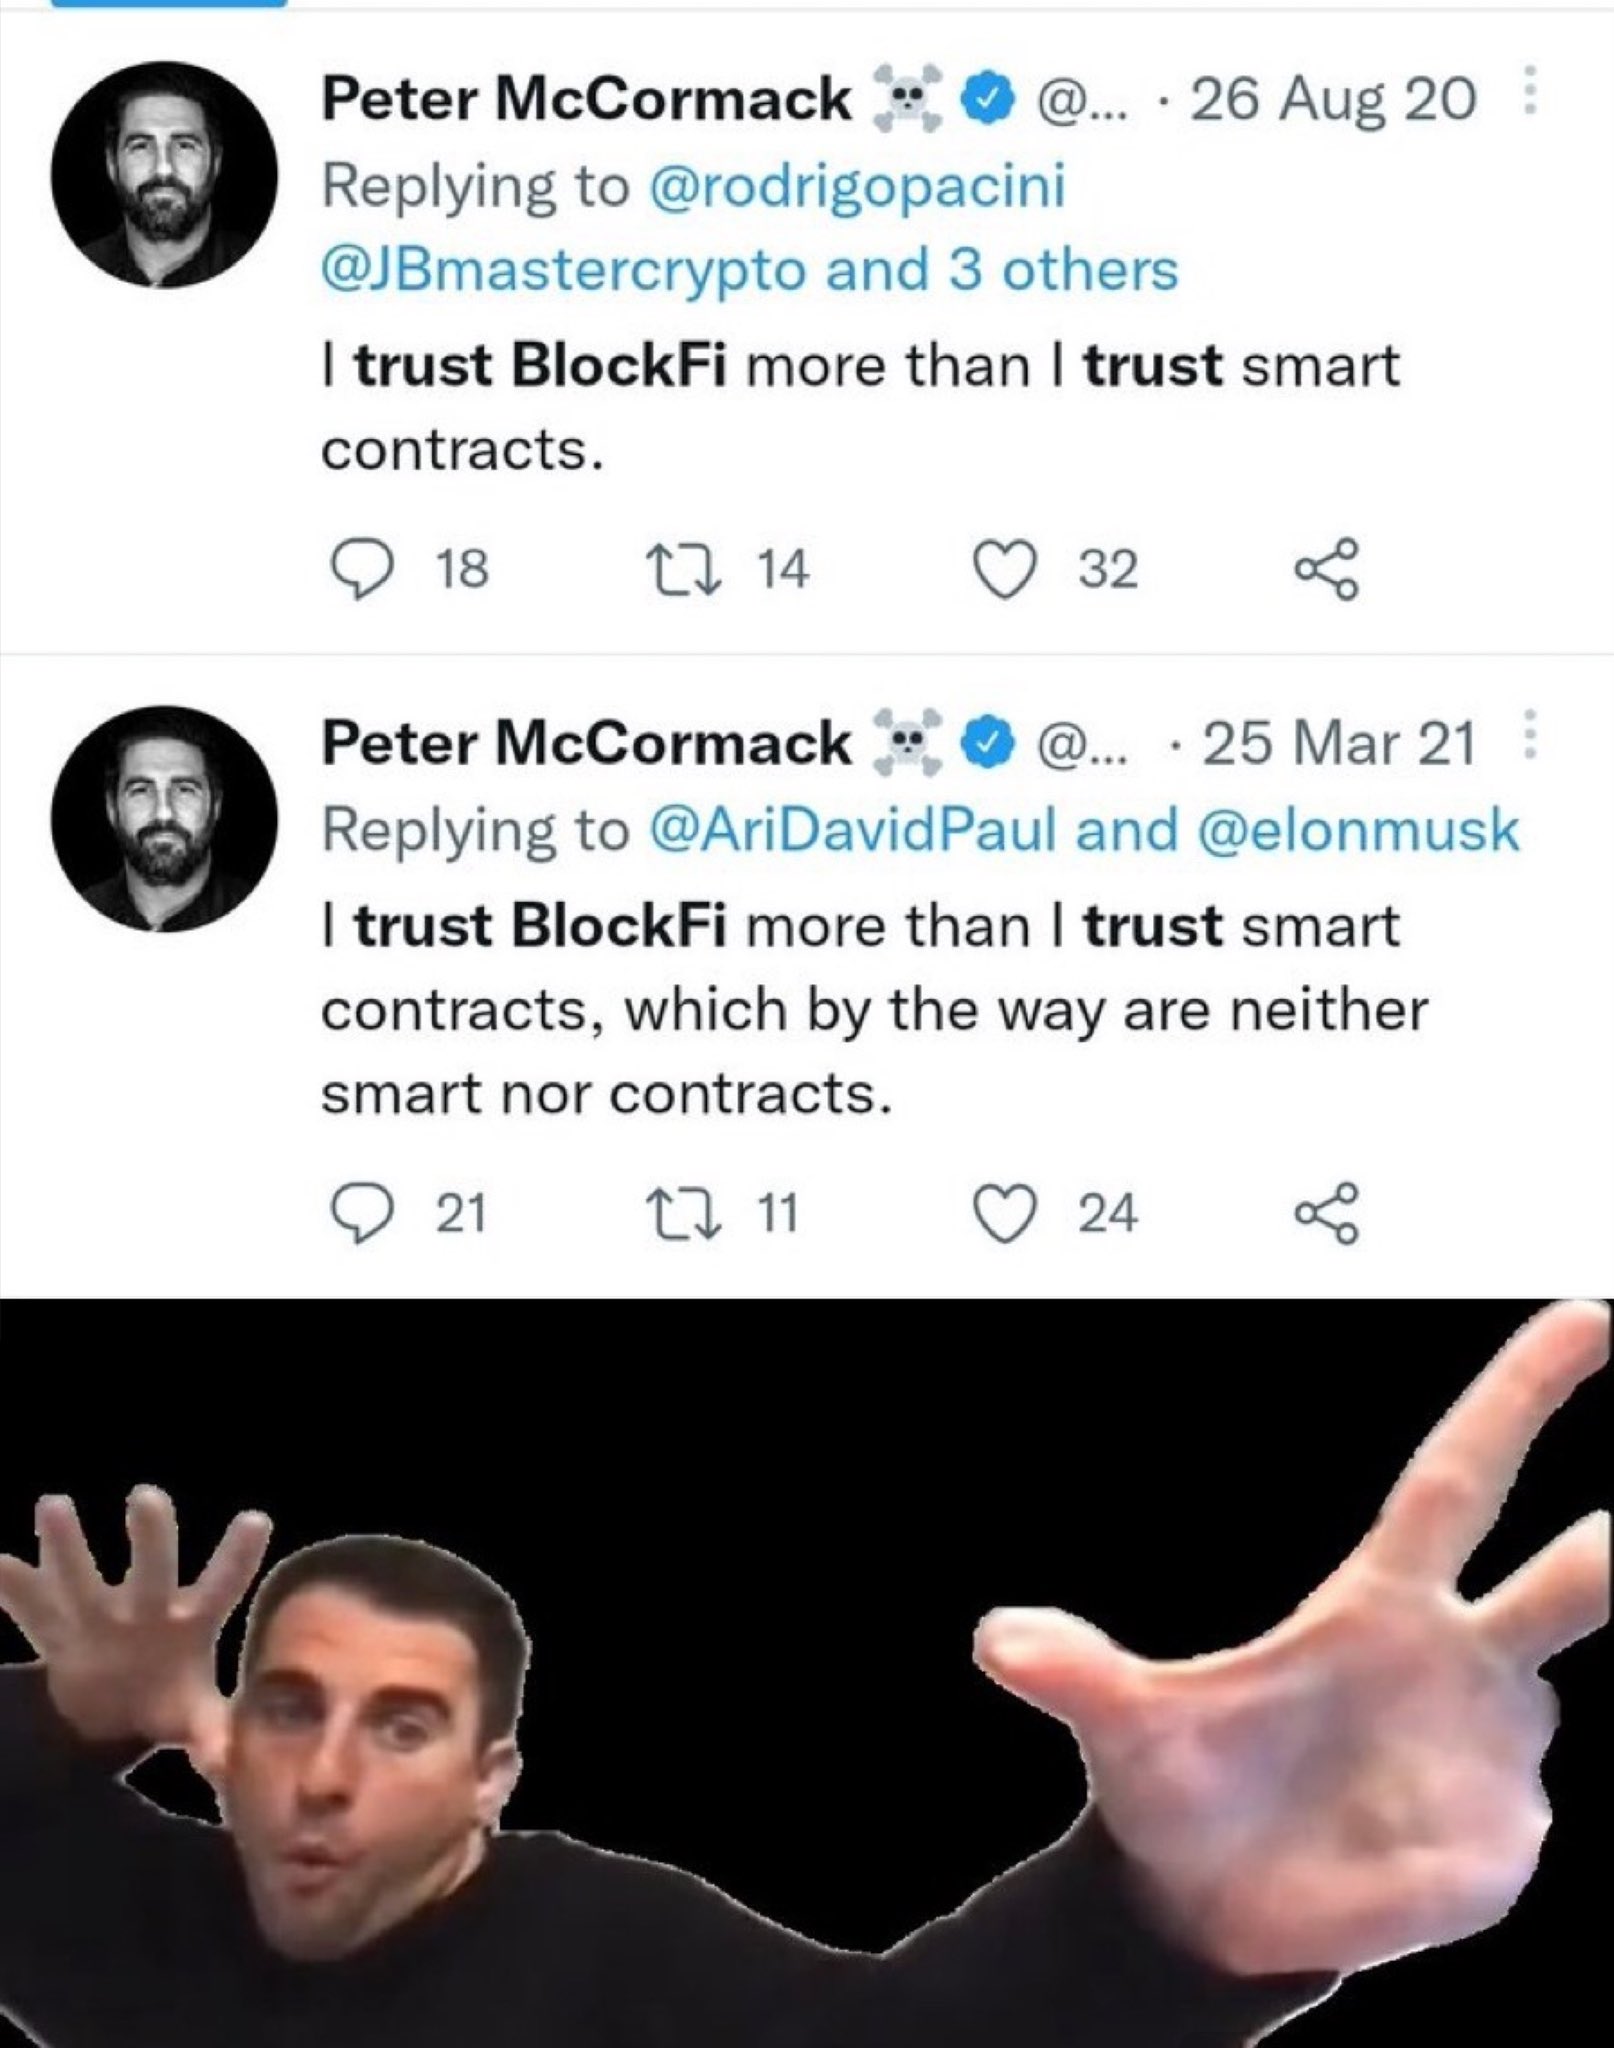 Peter McCormack ☠️ @... · 26 Aug 20
Replying to @rodrigopacini
@JBmastercrypto and 3 others
I trust BlockFi more than I trust smart
contracts.
18 14 32
Peter McCormack ☠️ @... · 25 Mar 21
Replying to @AriDavidPaul and @elonmusk
I trust BlockFi more than I trust smart
contracts, which by the way are neither
smart nor contracts.
21 11 24